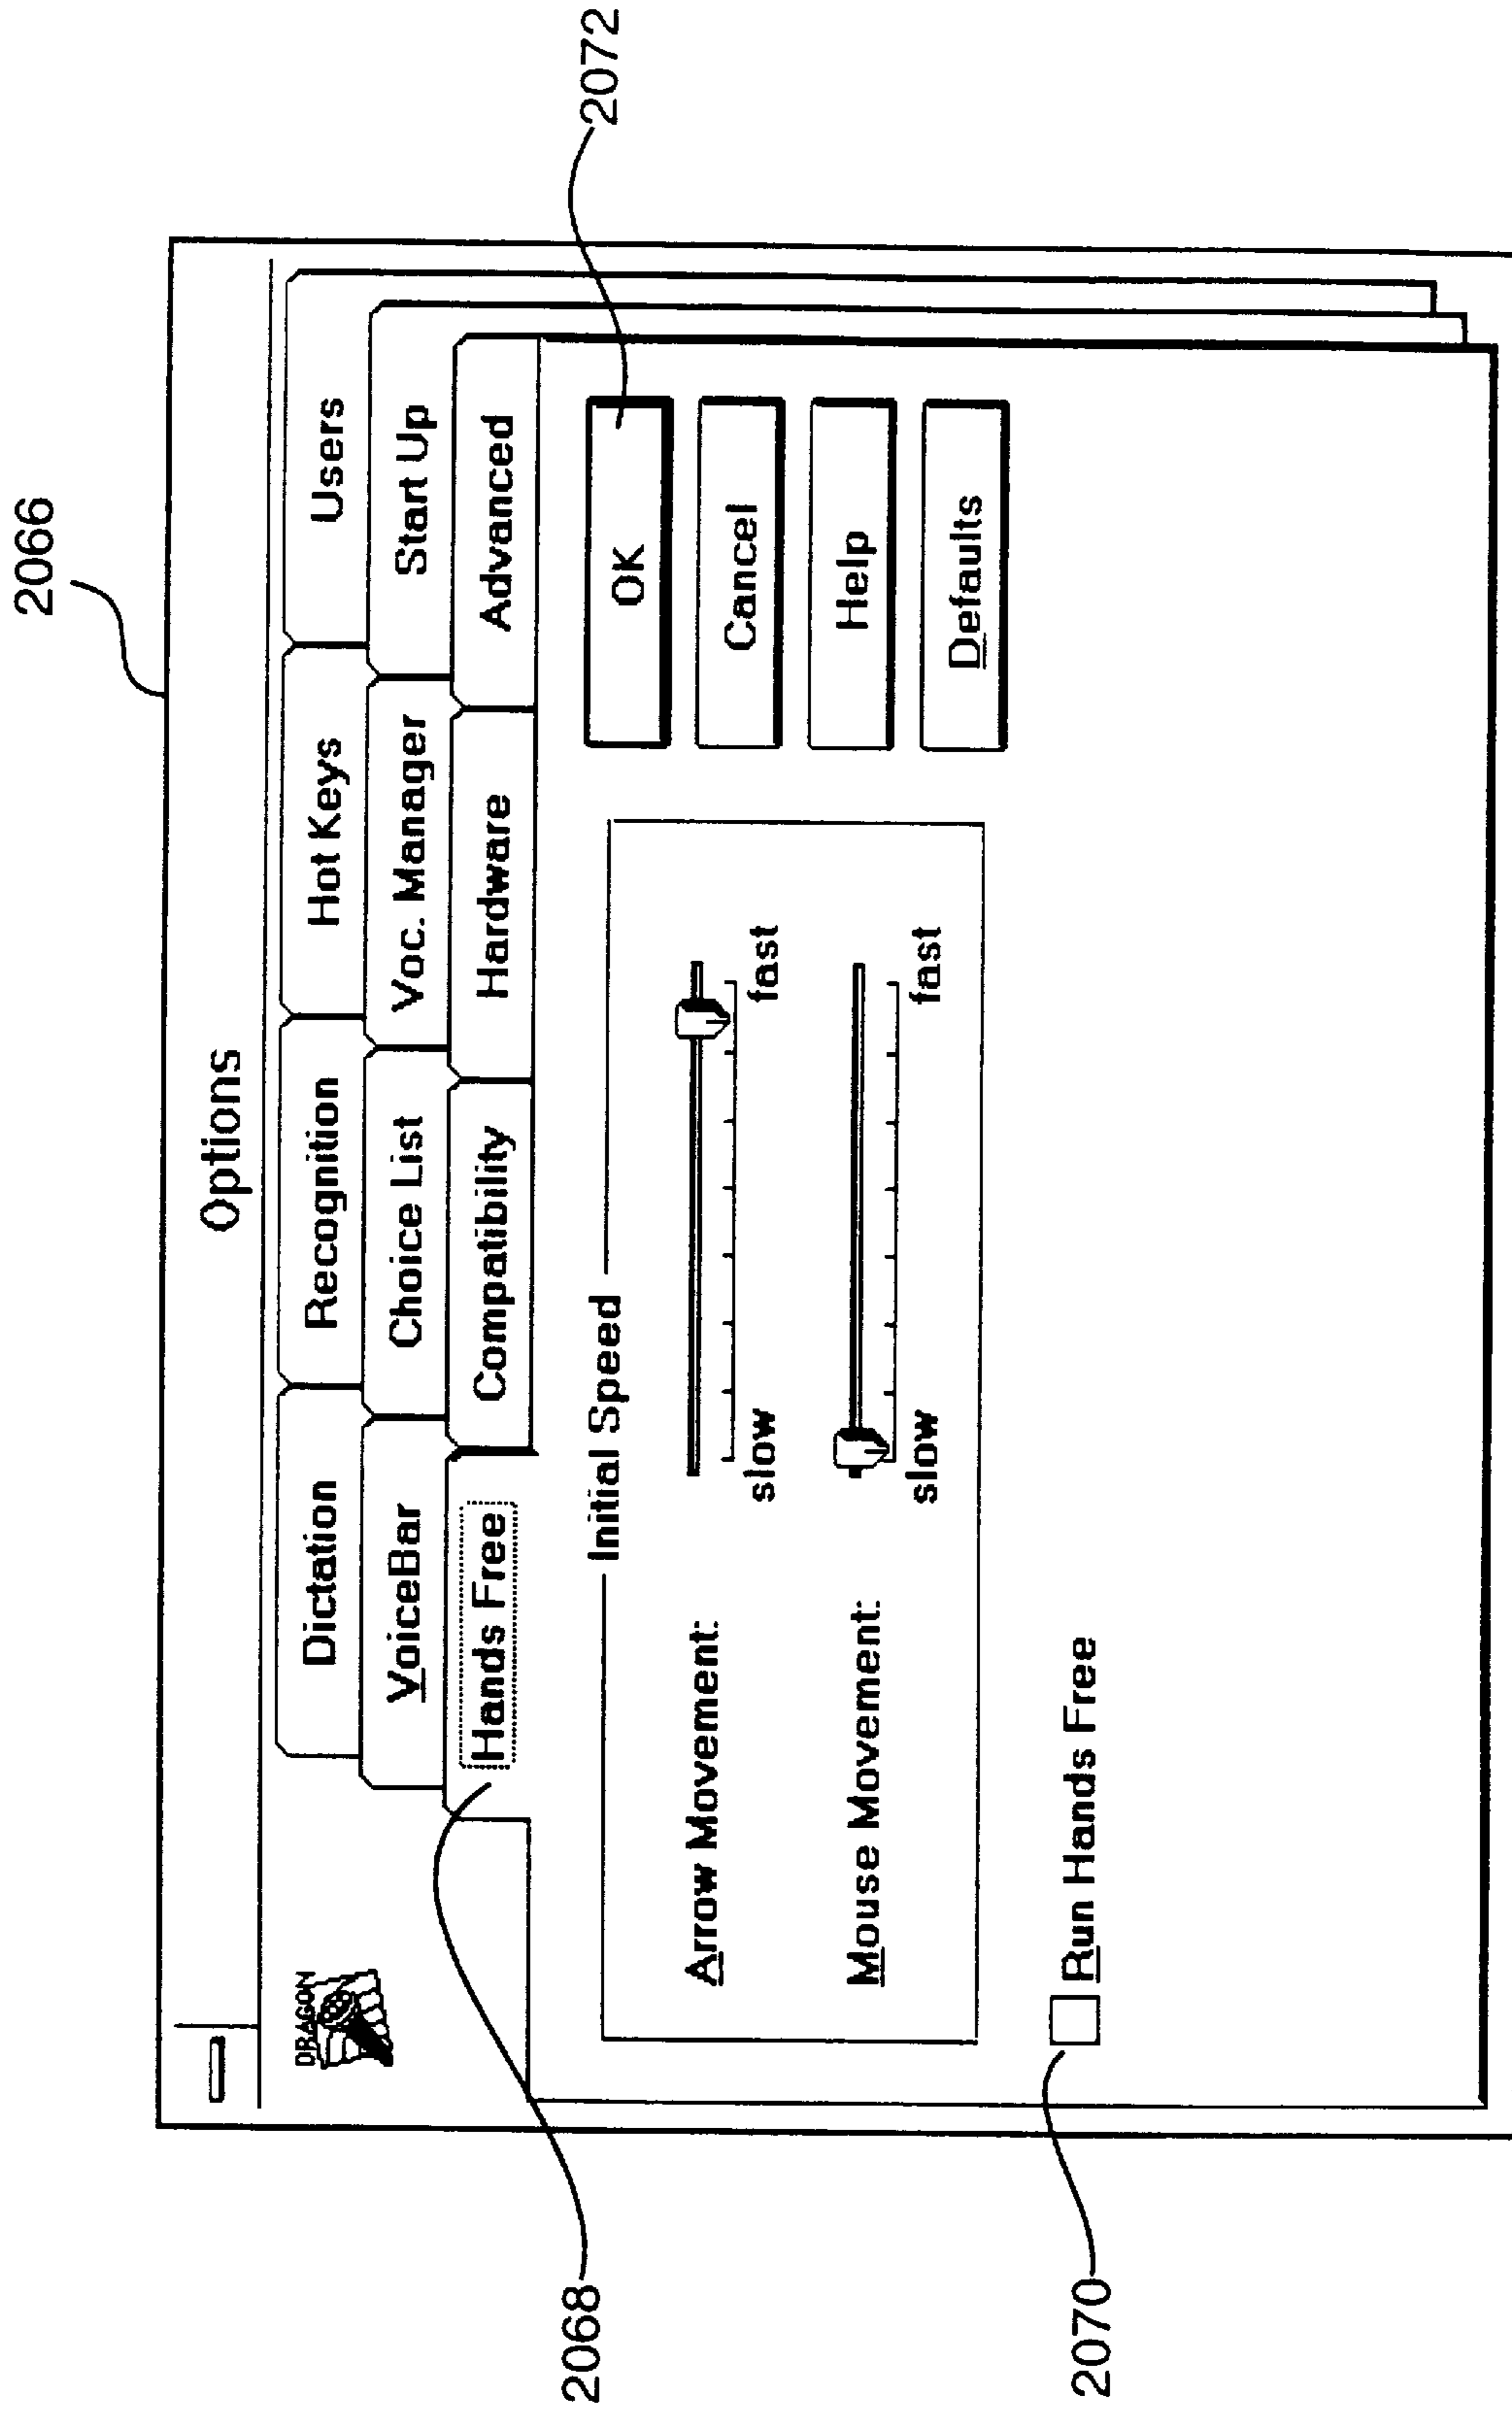 2066
Options
DRAGON
Dictation Recognition Hot Keys Users
VoiceBar Choice List Voc. Manager Start Up
Hands Free Compatibility Hardware Advanced
2068
2072
Initial Speed
OK
Arrow Movement:
slow fast
Cancel
Mouse Movement:
slow fast
Help
Defaults
Run Hands Free
2070